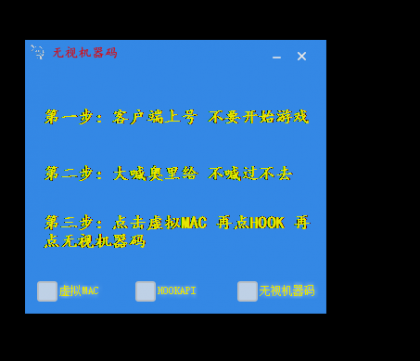 无视机器码
第一步：客户端上号 不要开始游戏
第二步：大喊奥里给 不喊过不去
第三步：点击虚拟MAC 再点HOOK 再
点无视机器码
虚拟MAC HOOKAPI 无视机器码